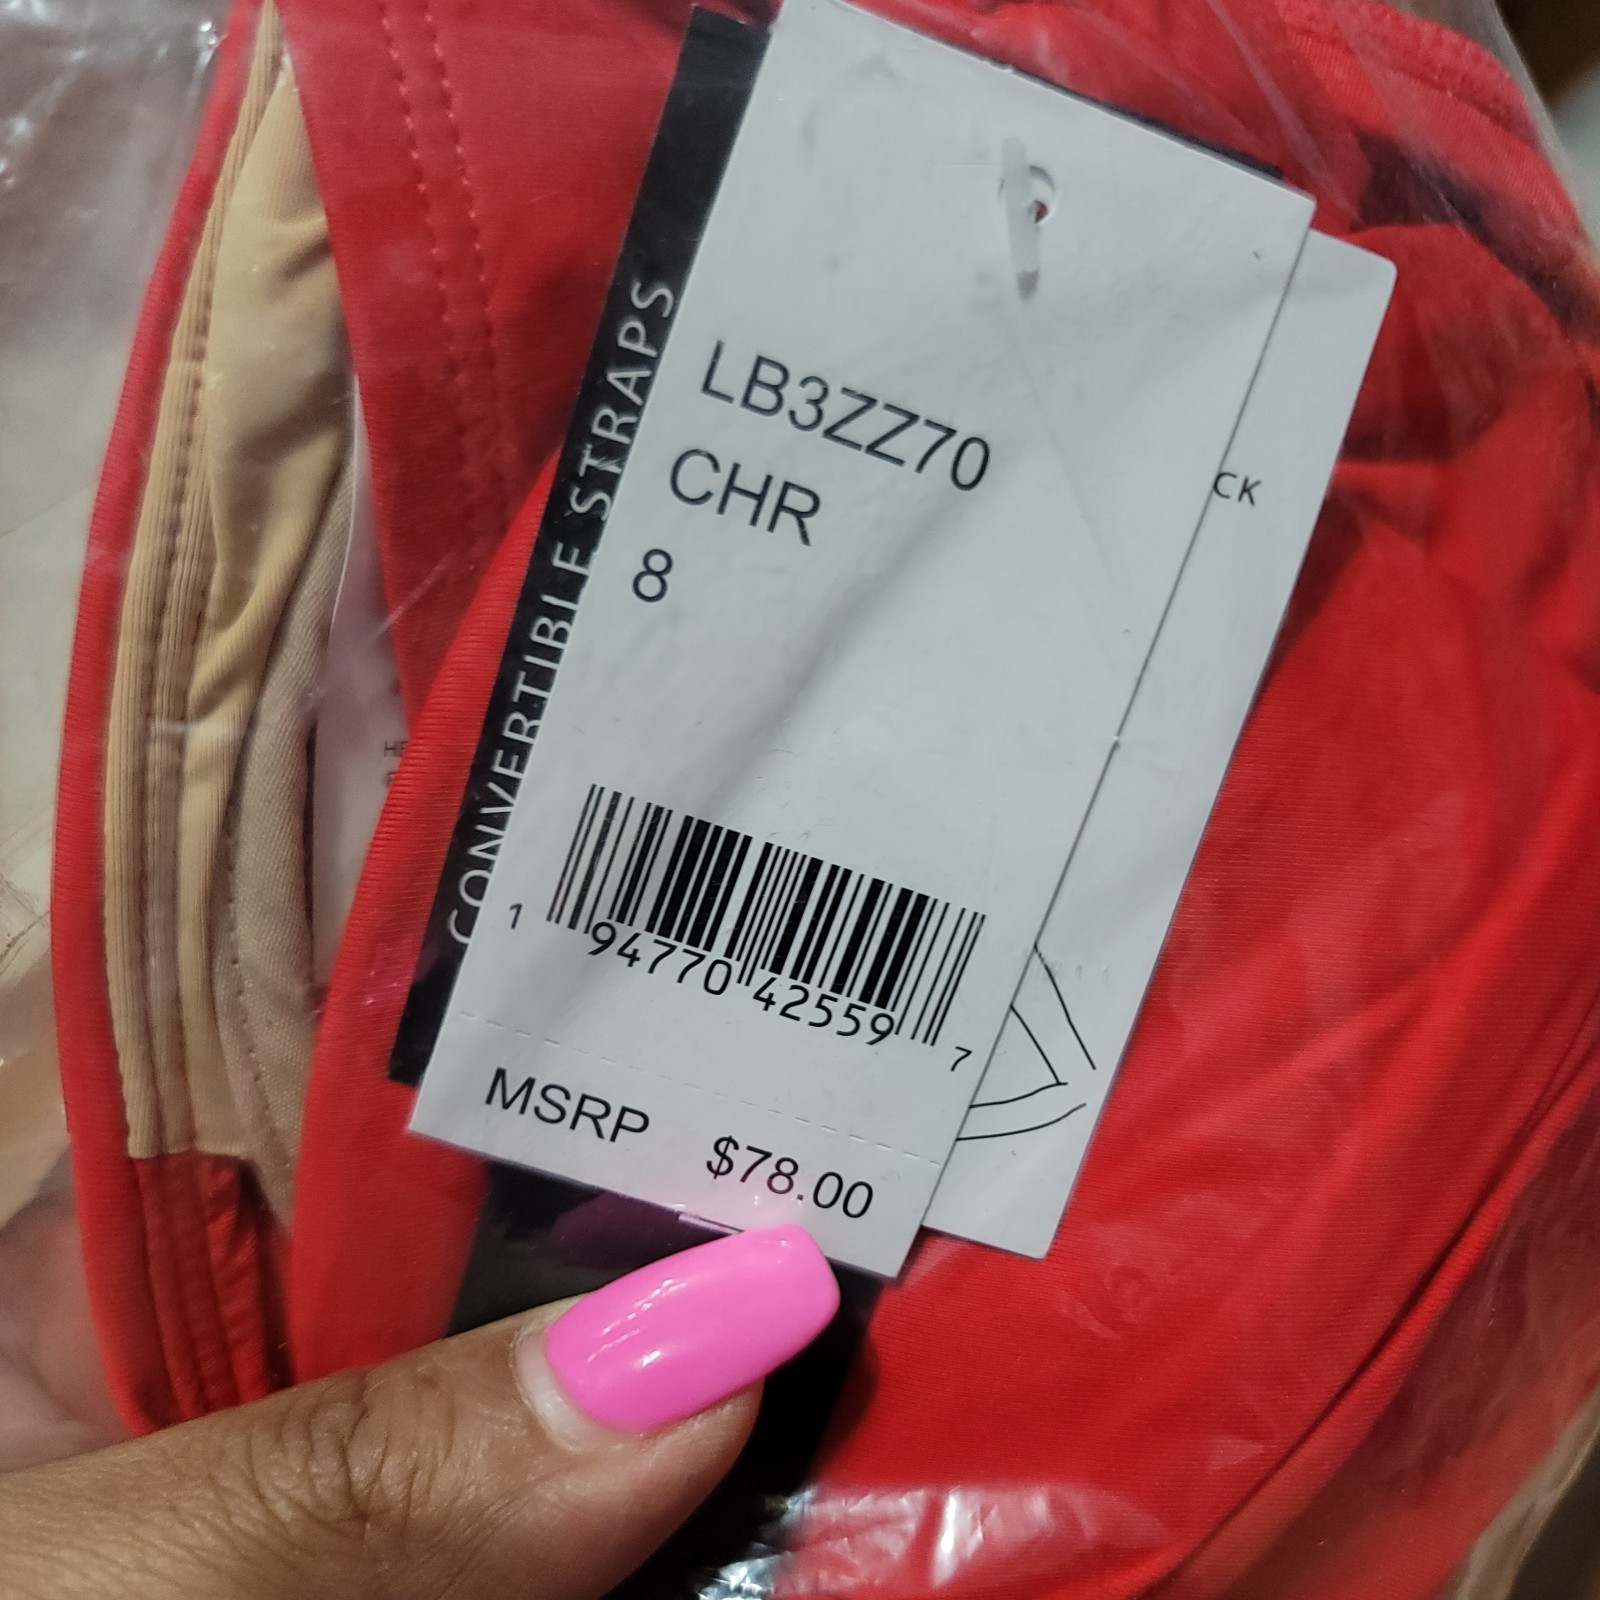 CONVERTIBLE STRAPS
LB3ZZ70
CHR
8
CK
1 94770 42559 7
MSRP $78.00